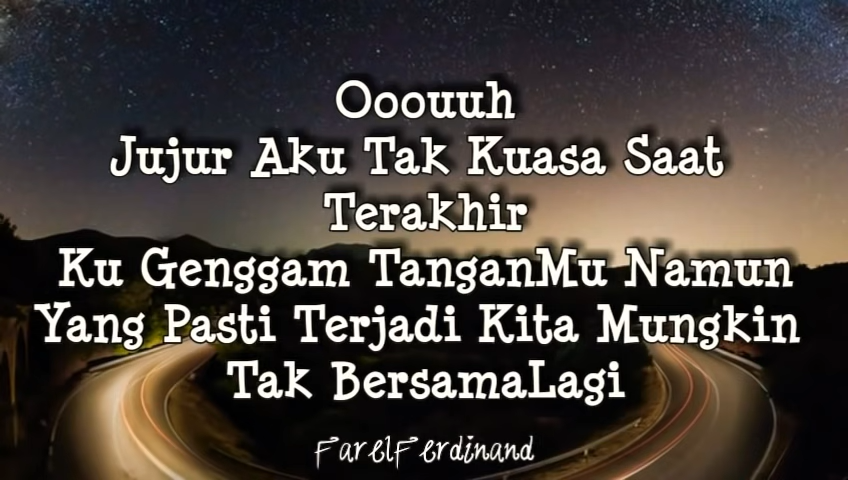 Ooouuh
Jujur Aku Tak Kuasa Saat
Terakhir
Ku Genggam TanganMu Namun
Yang Pasti Terjadi Kita Mungkin
Tak BersamaLagi
FarelFerdinand